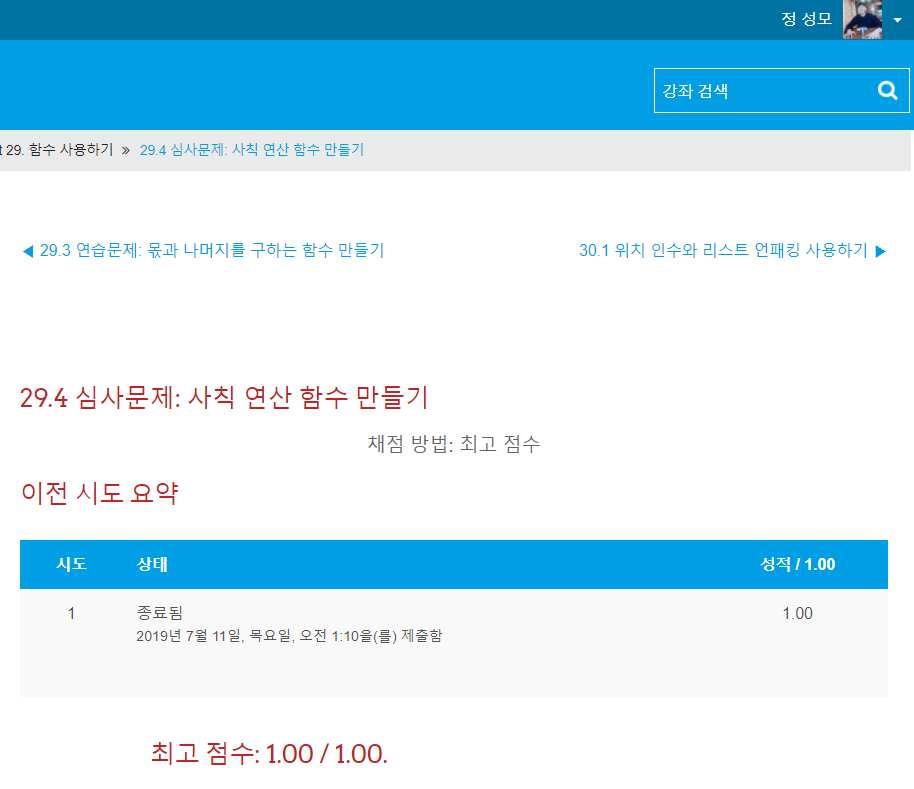 정 성모
강좌 검색
t 29. 함수 사용하기 » 29.4 심사문제: 사칙 연산 함수 만들기
◀ 29.3 연습문제: 몫과 나머지를 구하는 함수 만들기
30.1 위치 인수와 리스트 언패킹 사용하기 ▶
29.4 심사문제: 사칙 연산 함수 만들기
채점 방법: 최고 점수
이전 시도 요약
시도 상태 성적 / 1.00
1 종료됨 1.00
2019년 7월 11일, 목요일, 오전 1:10을(를) 제출함
최고 점수: 1.00 / 1.00.